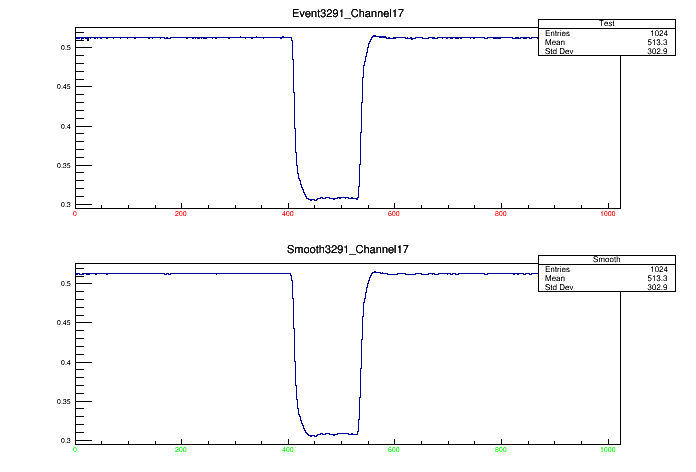 Event3291_Channel17
Test
Entries 1024
Mean 513.3
Std Dev 302.9
0.5
0.45
0.4
0.35
0.3
0 200 400 600 1000
Smooth3291_Channel17
Smooth
Entries 1024
Mean 513.3
Std Dev 302.9
0.5
0.45
0.4
0.35
0.3
0 200 400 600 1000